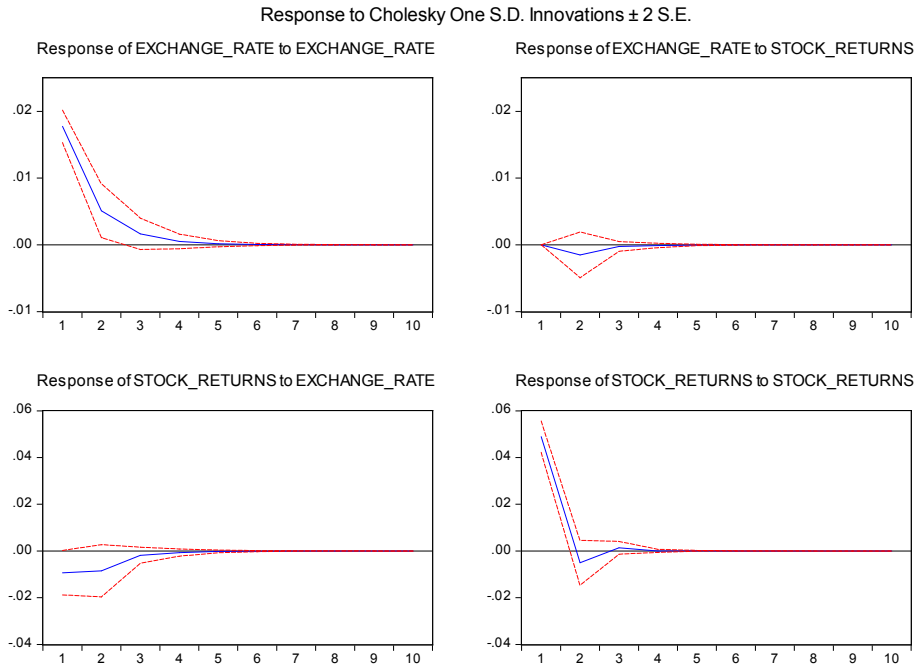 Response to Cholesky One S.D. Innovations ± 2 S.E.
Response of EXCHANGE_RATE to EXCHANGE_RATE
.02
.01
.00
-.01
1 2 3 4 5 6 7 8 9 10
Response of EXCHANGE_RATE to STOCK_RETURNS
.02
.01
.00
-.01
1 2 3 4 5 6 7 8 9 10
Response of STOCK_RETURNS to EXCHANGE_RATE
.06
.04
.02
.00
-.02
-.04
1 2 3 4 5 6 7 8 9 10
Response of STOCK_RETURNS to STOCK_RETURNS
.06
.04
.02
.00
-.02
-.04
1 2 3 4 5 6 7 8 9 10